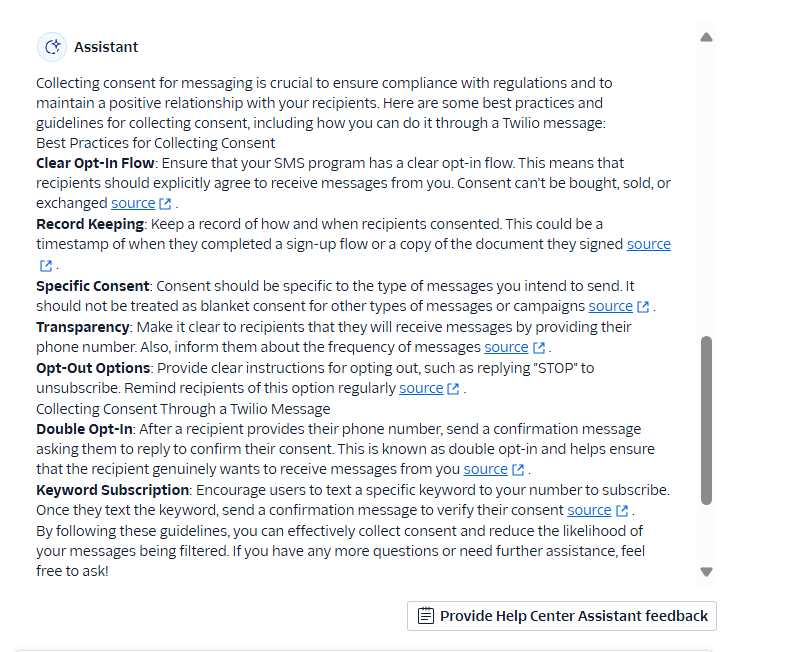 Assistant
Collecting consent for messaging is crucial to ensure compliance with regulations and to
maintain a positive relationship with your recipients. Here are some best practices and
guidelines for collecting consent, including how you can do it through a Twilio message:
Best Practices for Collecting Consent
Clear Opt-In Flow: Ensure that your SMS program has a clear opt-in flow. This means that
recipients should explicitly agree to receive messages from you. Consent can't be bought, sold, or
exchanged source .
Record Keeping: Keep a record of how and when recipients consented. This could be a
timestamp of when they completed a sign-up flow or a copy of the document they signed source
.
Specific Consent: Consent should be specific to the type of messages you intend to send. It
should not be treated as blanket consent for other types of messages or campaigns source .
Transparency: Make it clear to recipients that they will receive messages by providing their
phone number. Also, inform them about the frequency of messages source .
Opt-Out Options: Provide clear instructions for opting out, such as replying "STOP" to
unsubscribe. Remind recipients of this option regularly source .
Collecting Consent Through a Twilio Message
Double Opt-In: After a recipient provides their phone number, send a confirmation message
asking them to reply to confirm their consent. This is known as double opt-in and helps ensure
that the recipient genuinely wants to receive messages from you source .
Keyword Subscription: Encourage users to text a specific keyword to your number to subscribe.
Once they text the keyword, send a confirmation message to verify their consent source .
By following these guidelines, you can effectively collect consent and reduce the likelihood of
your messages being filtered. If you have any more questions or need further assistance, feel
free to ask!
Provide Help Center Assistant feedback